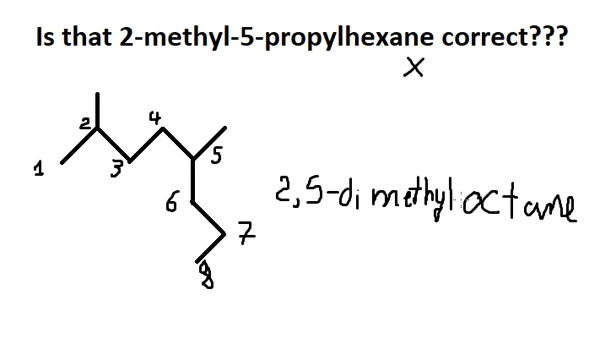 Is that 2-methyl-5-propylhexane correct???
X
2
4
1
3
5
6
7
8
2,5-dimethyloctane